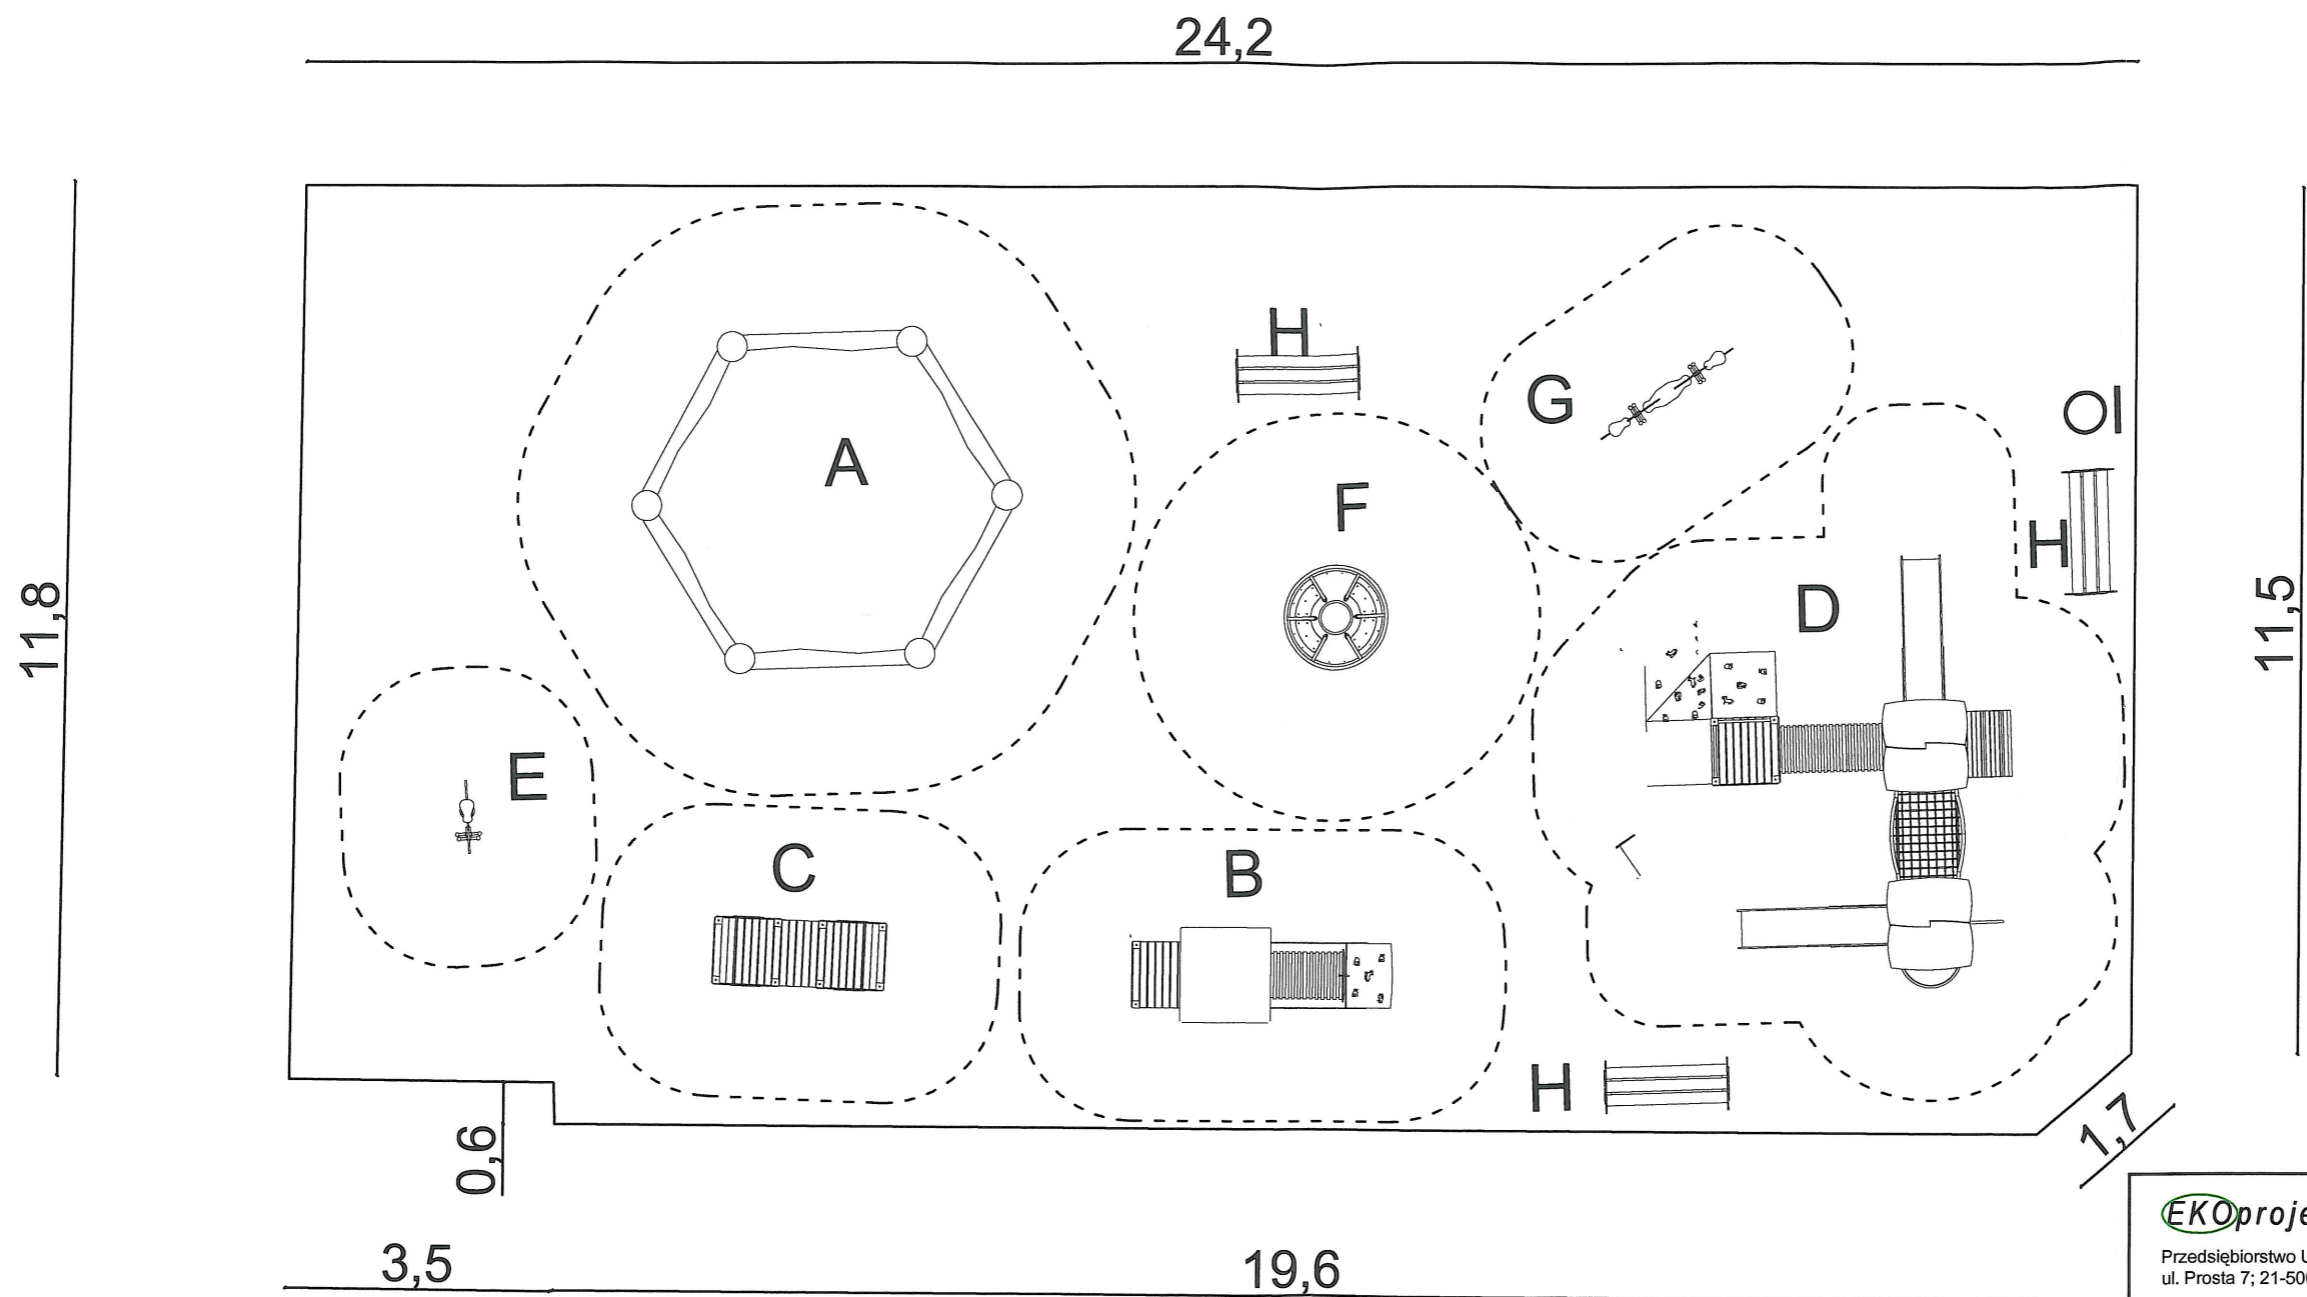 24,2
H
G
OI
A
F
H
11,8
D
11,5
E
C
B
H
0,6
1,7
3,5
19,6
EKOproje
Przedsiębiorstwo U
ul. Prosta 7; 21-50